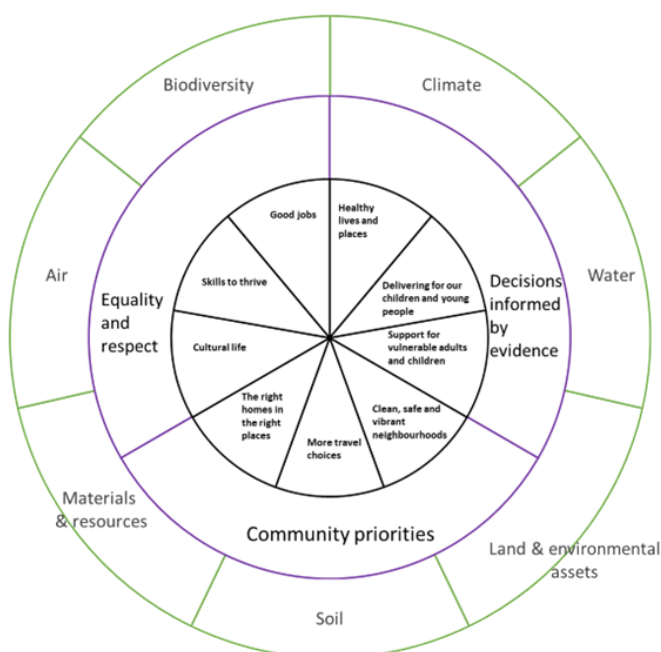 Biodiversity
Climate
Air
Water
Materials
& resources
Land & environmental
assets
Soil
Equality
and
respect
Decisions
informed
by
evidence
Community priorities
Good jobs
Healthy
lives and
places
Skills to thrive
Delivering for our
children and young
people
Cultural life
Support for
vulnerable adults
and children
The right
homes in
the right
places
More travel
choices
Clean, safe and
vibrant
neighbourhoods